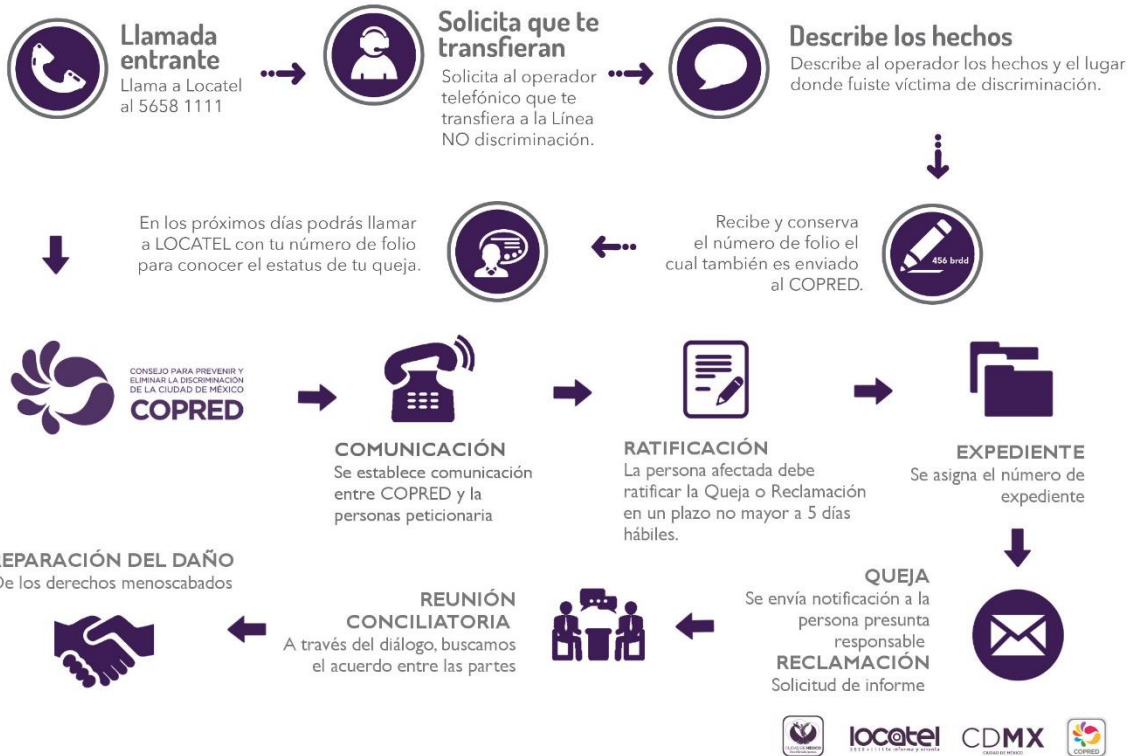 Llamada
entrante
Llama a Locatel
al 5658 1111
Solicita que te
transfieran
Solicita al operador
telefónico que te
transfiera a la Línea
NO discriminación.
Describe los hechos
Describe al operador los hechos y el lugar
donde fuiste víctima de discriminación.
456 brdd
Recibe y conserva
el número de folio el
cual también es enviado
al COPRED.
En los próximos días podrás llamar
a LOCATEL con tu número de folio
para conocer el estatus de tu queja.
CONSEJO PARA PREVENIR Y
ELIMINAR LA DISCRIMINACIÓN
DE LA CIUDAD DE MÉXICO
COPRED
COMUNICACIÓN
Se establece comunicación
entre COPRED y la
personas peticionaria
RATIFICACIÓN
La persona afectada debe
ratificar la Queja o Reclamación
en un plazo no mayor a 5 días
hábiles.
EXPEDIENTE
Se asigna el número de
expediente
QUEJA
Se envía notificación a la
persona presunta
responsable
RECLAMACIÓN
Solicitud de informe
REUNIÓN
CONCILIATORIA
A través del diálogo, buscamos
el acuerdo entre las partes
REPARACIÓN DEL DAÑO
De los derechos menoscabados
locatel
CDMX
CIUDAD DE MÉXICO
COPRED